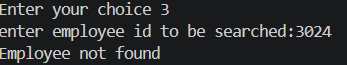 Enter your choice 3
enter employee id to be searched:3024
Employee not found